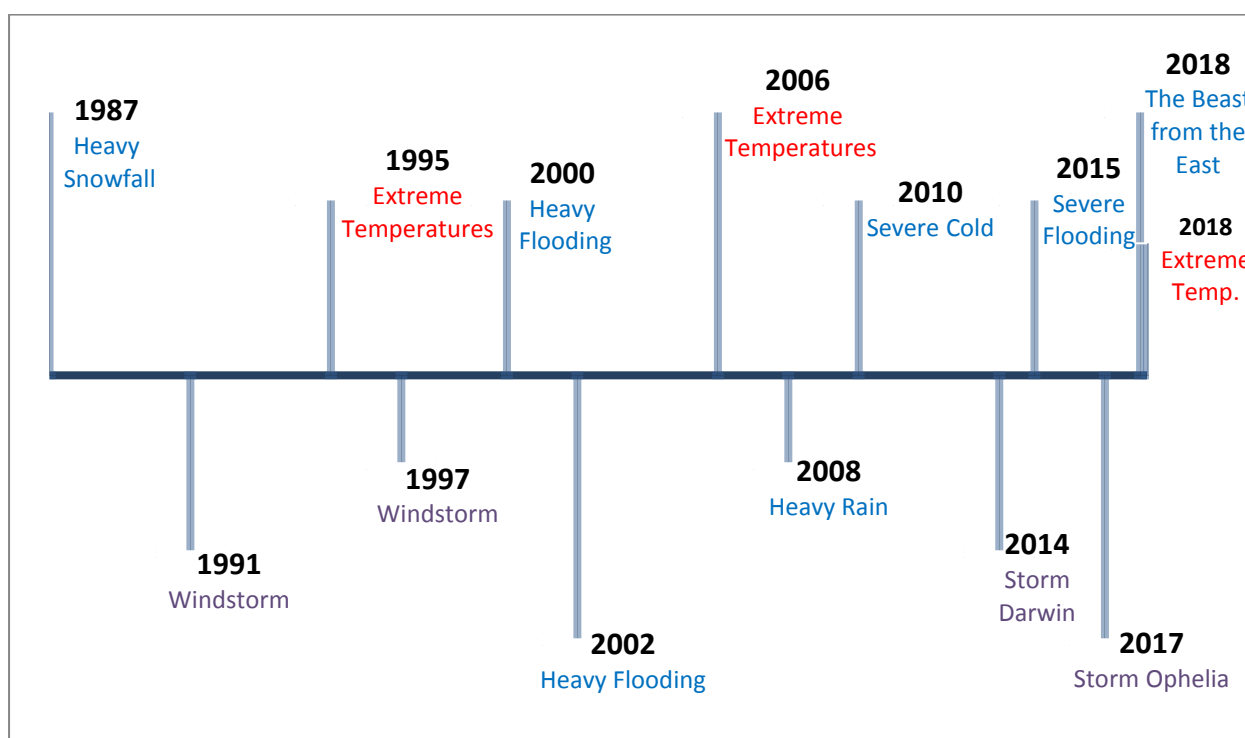 1987
Heavy
Snowfall
1991
Windstorm
1995
Extreme
Temperatures
1997
Windstorm
2000
Heavy
Flooding
2002
Heavy Flooding
2006
Extreme
Temperatures
2008
Heavy Rain
2010
Severe Cold
2014
Storm
Darwin
2015
Severe
Flooding
2017
Storm Ophelia
2018
The Beast
from the
East
2018
Extreme
Temp.